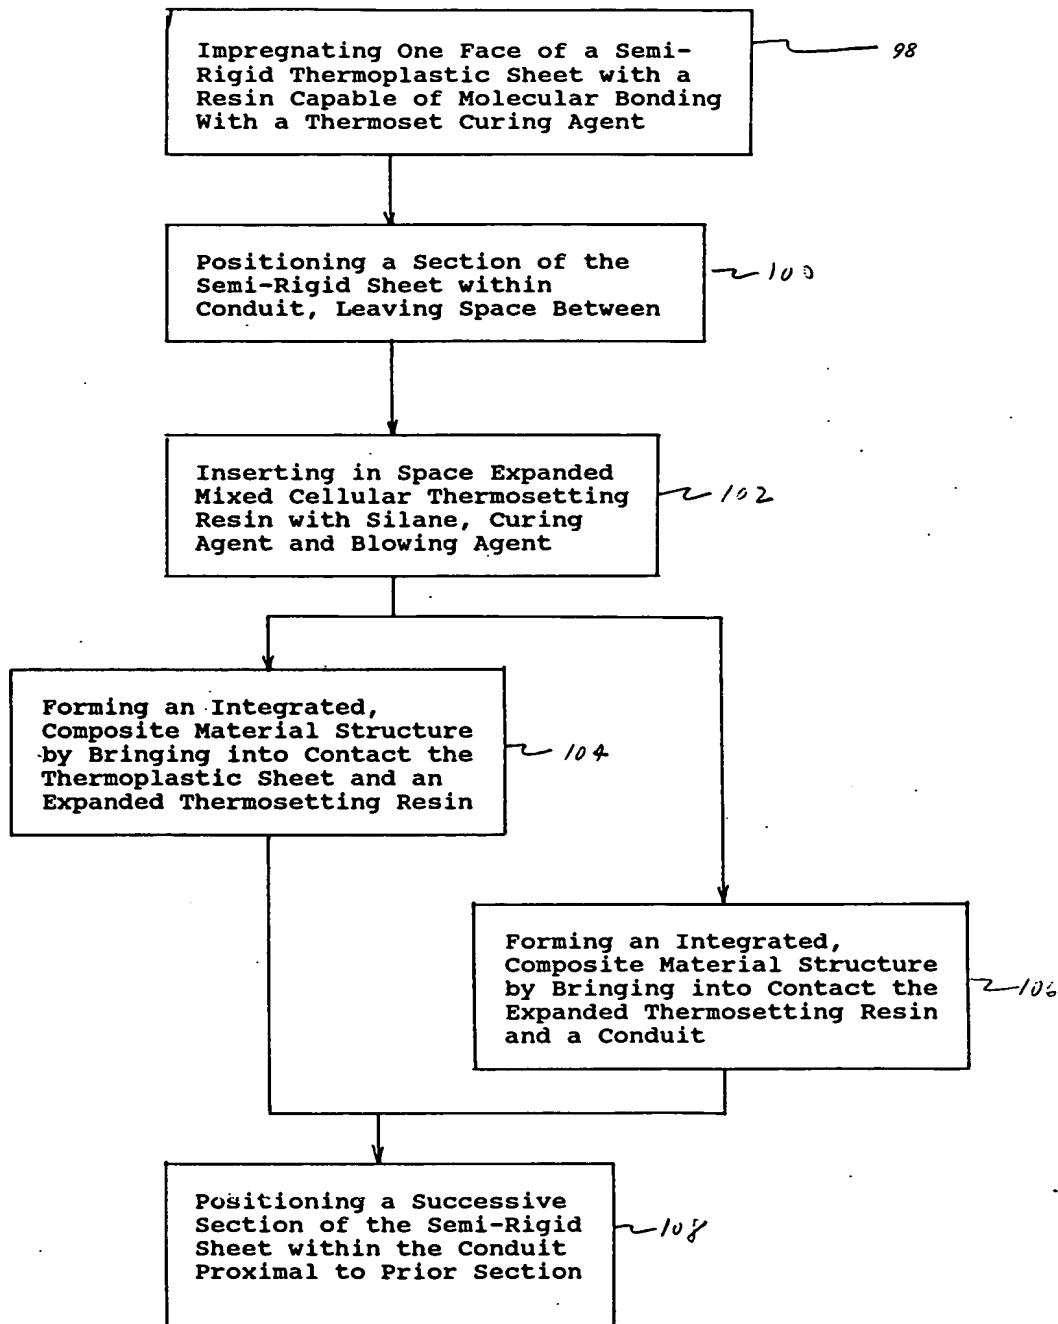 Impregnating One Face of a Semi-
Rigid Thermoplastic Sheet with a
Resin Capable of Molecular Bonding
With a Thermoset Curing Agent
98
Positioning a Section of the
Semi-Rigid Sheet within
Conduit, Leaving Space Between
100
Inserting in Space Expanded
Mixed Cellular Thermosetting
Resin with Silane, Curing
Agent and Blowing Agent
102
Forming an Integrated,
Composite Material Structure
by Bringing into Contact the
Thermoplastic Sheet and an
Expanded Thermosetting Resin
104
Forming an Integrated,
Composite Material Structure
by Bringing into Contact the
Expanded Thermosetting Resin
and a Conduit
106
Positioning a Successive
Section of the Semi-Rigid
Sheet within the Conduit
Proximal to Prior Section
108